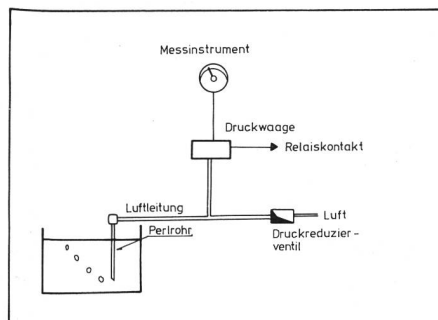 Messinstrument
Druckwaage
Relaiskontakt
Luftleitung
Luft
Perlrohr
Druckreduzier-
ventil